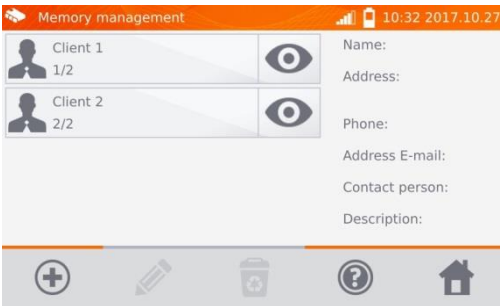 Memory management
10:32 2017.10.27
Client 1
1/2
Client 2
2/2
Name:
Address:
Phone:
Address E-mail:
Contact person:
Description: